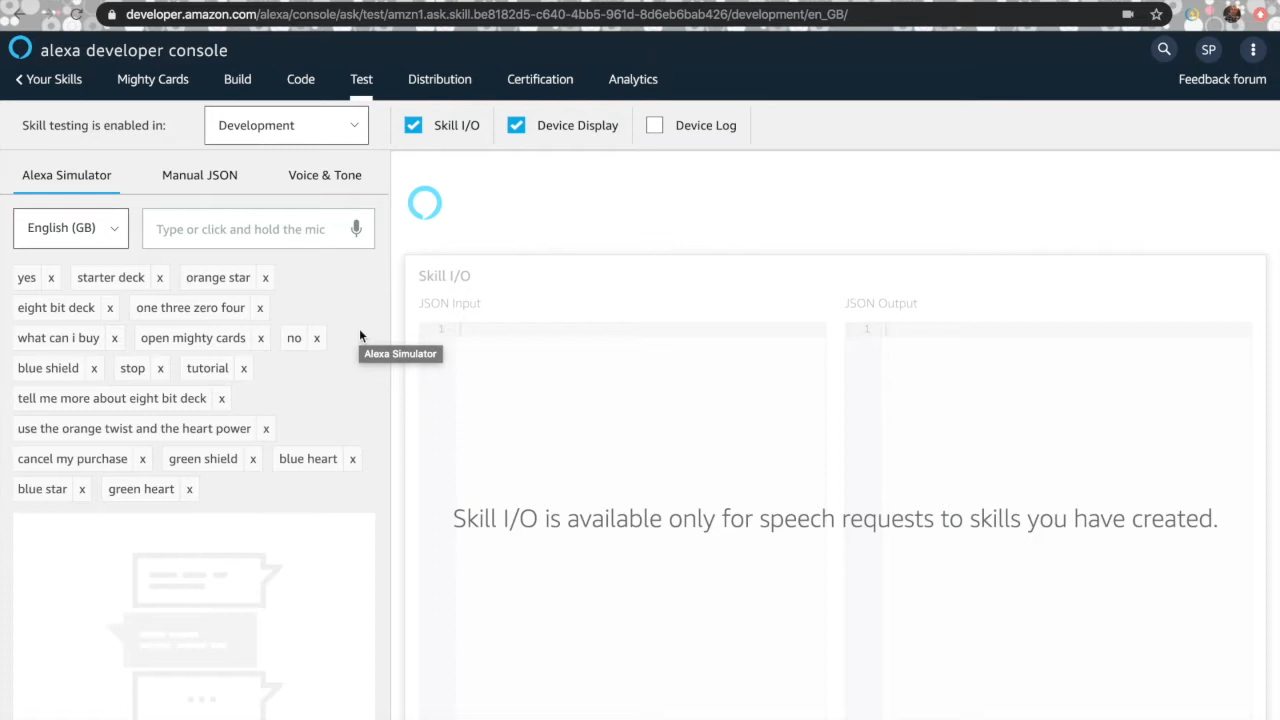 developer.amazon.com/alexa/console/ask/test/amzn1.ask.skill.be8182d5-c640-4bb5-961d-8d6eb6bab426/development/en_GB/
alexa developer console
SP
Your Skills Mighty Cards Build Code Test Distribution Certification Analytics Feedback forum
Skill testing is enabled in: Development Skill I/O Device Display Device Log
Alexa Simulator Manual JSON Voice & Tone
English (GB) Type or click and hold the mic
yes x starter deck x orange star x
eight bit deck x one three zero four x
what can i buy x open mighty cards x no x
Alexa Simulator
blue shield x stop x tutorial x
tell me more about eight bit deck x
use the orange twist and the heart power x
cancel my purchase x green shield x blue heart x
blue star x green heart x
Skill I/O
JSON Input JSON Output
1 1
Skill I/O is available only for speech requests to skills you have created.